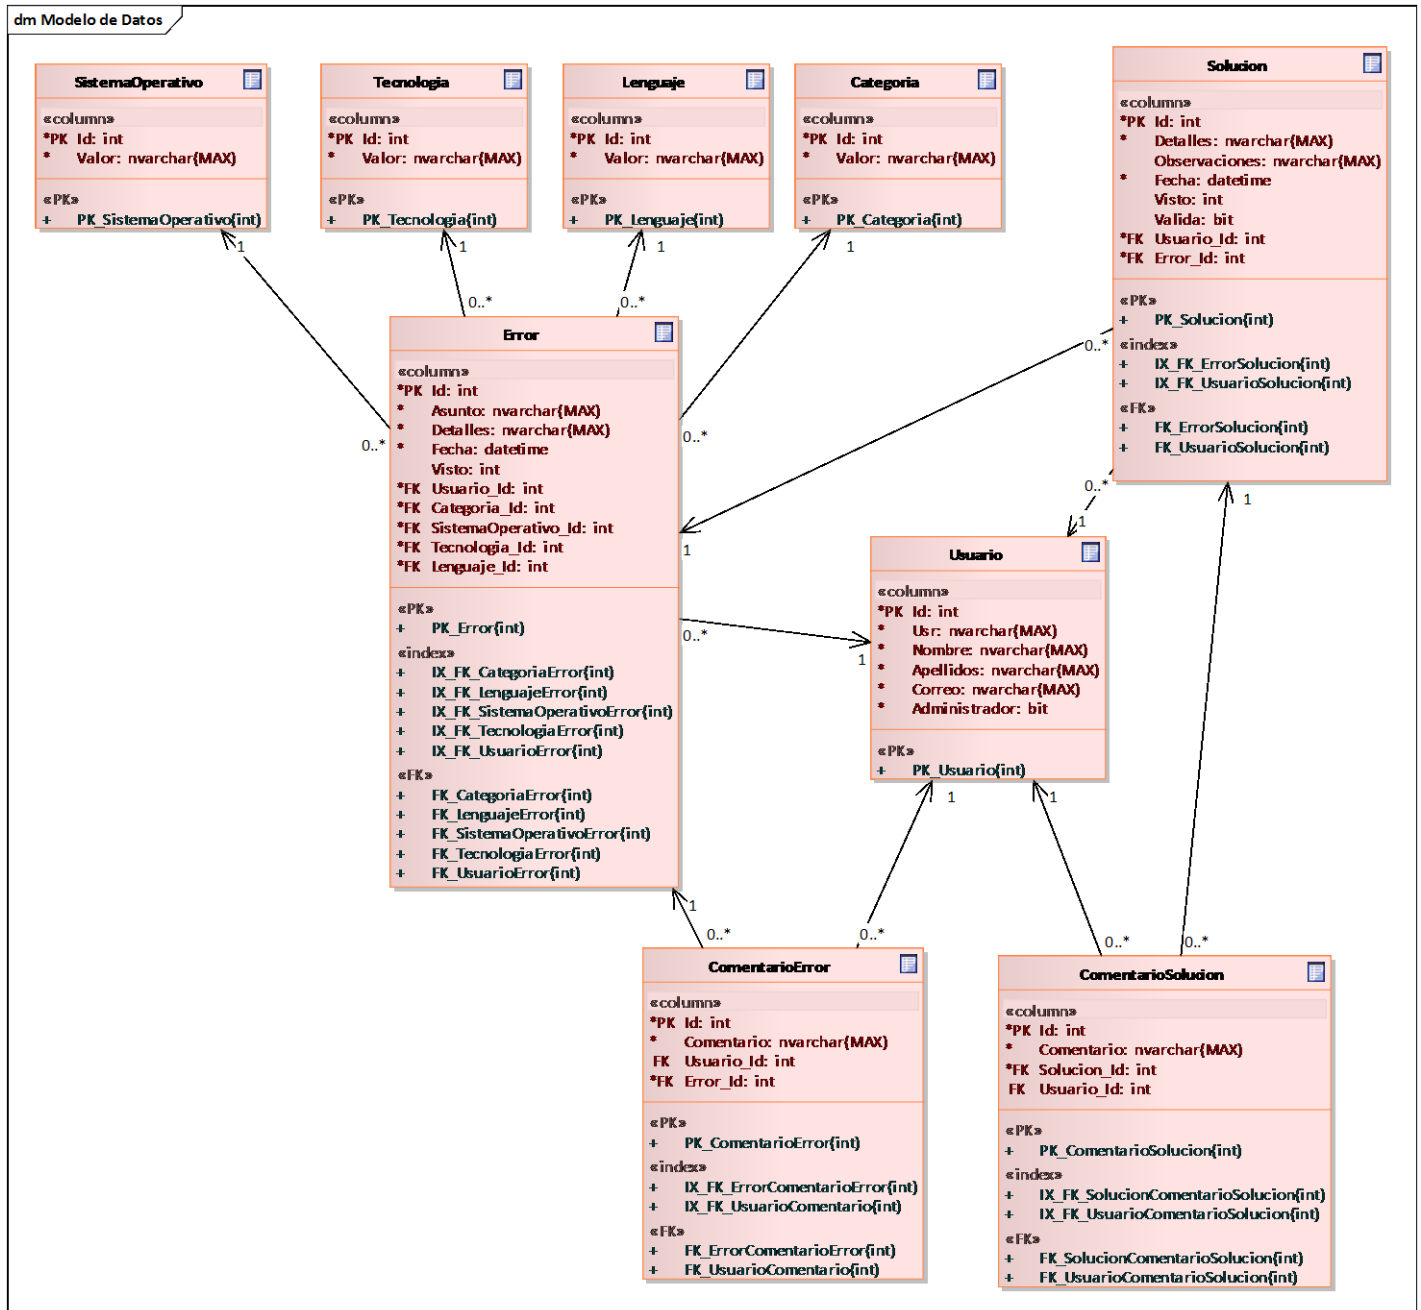 dm Modelo de Datos
SistemaOperativo
«column»
*PK Id: int
* Valor: nvarchar(MAX)
«PK»
+ PK_SistemaOperativo(int)
Tecnologia
«column»
*PK Id: int
* Valor: nvarchar(MAX)
«PK»
+ PK_Tecnologia(int)
Lenguaje
«column»
*PK Id: int
* Valor: nvarchar(MAX)
«PK»
+ PK_Lenguaje(int)
Categoria
«column»
*PK Id: int
* Valor: nvarchar(MAX)
«PK»
+ PK_Categoria(int)
Solucion
«column»
*PK Id: int
* Detalles: nvarchar(MAX)
Observaciones: nvarchar(MAX)
* Fecha: datetime
Visto: int
Valida: bit
*FK Usuario_Id: int
*FK Error_Id: int
«PK»
+ PK_Solucion(int)
«index»
+ IX_FK_ErrorSolucion(int)
+ IX_FK_UsuarioSolucion(int)
«FK»
+ FK_ErrorSolucion(int)
+ FK_UsuarioSolucion(int)
1
1
1
1
0..*
0..*
0..*
0..*
0..*
1
0..*
1
0..*
1
1
Error
«column»
*PK Id: int
* Asunto: nvarchar(MAX)
* Detalles: nvarchar(MAX)
* Fecha: datetime
Visto: int
*FK Usuario_Id: int
*FK Categoria_Id: int
*FK SistemaOperativo_Id: int
*FK Tecnologia_Id: int
*FK Lenguaje_Id: int
«PK»
+ PK_Error(int)
«index»
+ IX_FK_CategoriaError(int)
+ IX_FK_LenguajeError(int)
+ IX_FK_SistemaOperativoError(int)
+ IX_FK_TecnologiaError(int)
+ IX_FK_UsuarioError(int)
«FK»
+ FK_CategoriaError(int)
+ FK_LenguajeError(int)
+ FK_SistemaOperativoError(int)
+ FK_TecnologiaError(int)
+ FK_UsuarioError(int)
Usuario
«column»
*PK Id: int
* Usr: nvarchar(MAX)
* Nombre: nvarchar(MAX)
* Apellidos: nvarchar(MAX)
* Correo: nvarchar(MAX)
* Administrador: bit
«PK»
+ PK_Usuario(int)
1
1
1
0..*
0..*
0..*
0..*
ComentarioError
«column»
*PK Id: int
* Comentario: nvarchar(MAX)
FK Usuario_Id: int
*FK Error_Id: int
«PK»
+ PK_ComentarioError(int)
«index»
+ IX_FK_ErrorComentarioError(int)
+ IX_FK_UsuarioComentario(int)
«FK»
+ FK_ErrorComentarioError(int)
+ FK_UsuarioComentario(int)
ComentarioSolucion
«column»
*PK Id: int
* Comentario: nvarchar(MAX)
*FK Solucion_Id: int
FK Usuario_Id: int
«PK»
+ PK_ComentarioSolucion(int)
«index»
+ IX_FK_SolucionComentarioSolucion(int)
+ IX_FK_UsuarioComentarioSolucion(int)
«FK»
+ FK_SolucionComentarioSolucion(int)
+ FK_UsuarioComentarioSolucion(int)